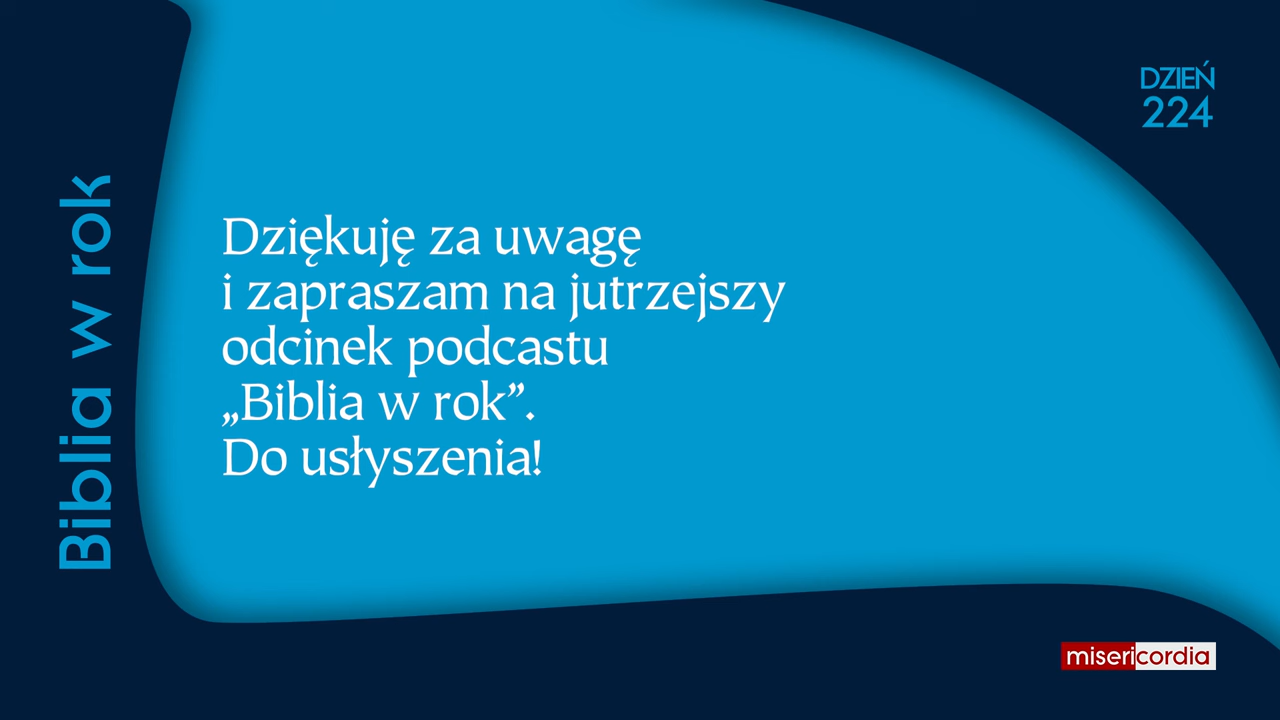 DZIEŃ
224
Biblia w rok
Dziękuję za uwagę
i zapraszam na jutrzejszy
odcinek podcastu
„Biblia w rok”.
Do usłyszenia!
misericordia